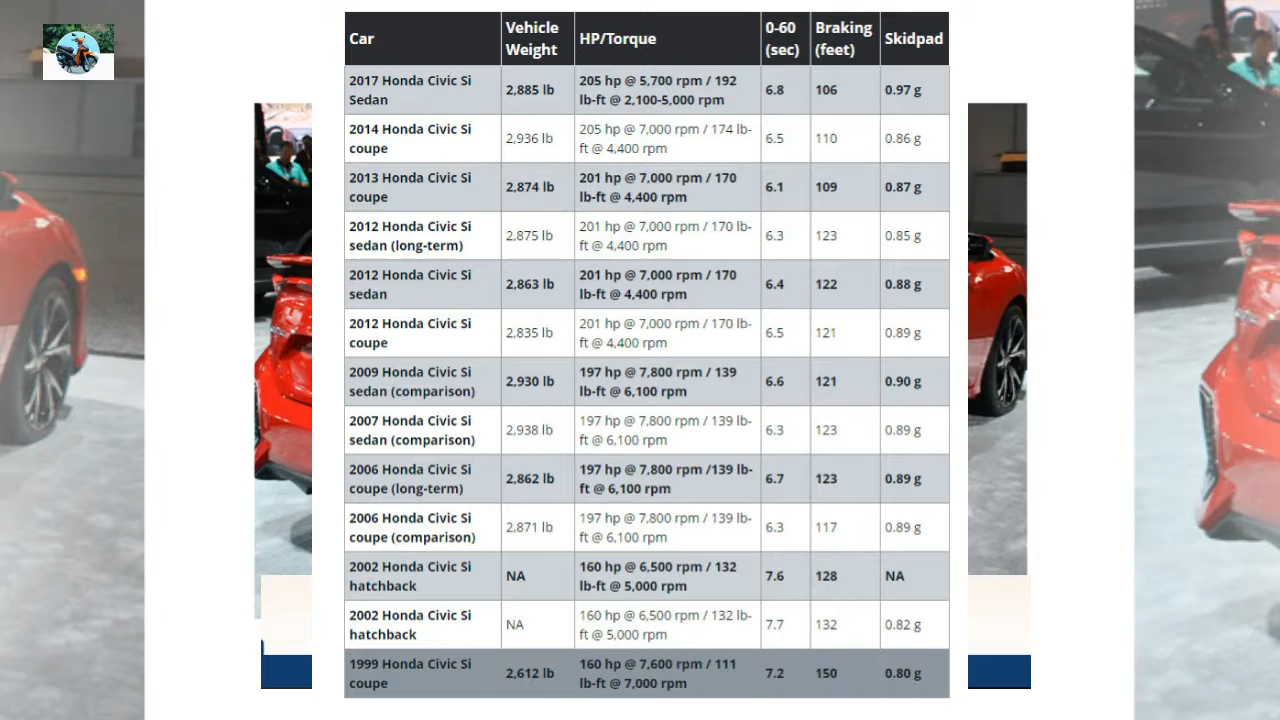 Car
Vehicle
Weight
HP/Torque
0-60
(sec)
Braking
(feet)
Skidpad
2017 Honda Civic Si
Sedan
2,885 lb
205 hp @ 5,700 rpm / 192
lb-ft @ 2,100-5,000 rpm
6.8
106
0.97 g
2014 Honda Civic Si
coupe
2,936 lb
205 hp @ 7,000 rpm / 174 lb-
ft @ 4,400 rpm
6.5
110
0.86 g
2013 Honda Civic Si
coupe
2,874 lb
201 hp @ 7,000 rpm / 170
lb-ft @ 4,400 rpm
6.1
109
0.87 g
2012 Honda Civic Si
sedan (long-term)
2,875 lb
201 hp @ 7,000 rpm / 170 lb-
ft @ 4,400 rpm
6.3
123
0.85 g
2012 Honda Civic Si
sedan
2,863 lb
201 hp @ 7,000 rpm / 170
lb-ft @ 4,400 rpm
6.4
122
0.88 g
2012 Honda Civic Si
coupe
2,835 lb
201 hp @ 7,000 rpm / 170 lb-
ft @ 4,400 rpm
6.5
121
0.89 g
2009 Honda Civic Si
sedan (comparison)
2,930 lb
197 hp @ 7,800 rpm / 139
lb-ft @ 6,100 rpm
6.6
121
0.90 g
2007 Honda Civic Si
sedan (comparison)
2,938 lb
197 hp @ 7,800 rpm / 139 lb-
ft @ 6,100 rpm
6.3
123
0.89 g
2006 Honda Civic Si
coupe (long-term)
2,862 lb
197 hp @ 7,800 rpm /139 lb-
ft @ 6,100 rpm
6.7
123
0.89 g
2006 Honda Civic Si
coupe (comparison)
2,871 lb
197 hp @ 7,800 rpm / 139 lb-
ft @ 6,100 rpm
6.3
117
0.89 g
2002 Honda Civic Si
hatchback
NA
160 hp @ 6,500 rpm / 132
lb-ft @ 5,000 rpm
7.6
128
NA
2002 Honda Civic Si
hatchback
NA
160 hp @ 6,500 rpm / 132 lb-
ft @ 5,000 rpm
7.7
132
0.82 g
1999 Honda Civic Si
coupe
2,612 lb
160 hp @ 7,600 rpm / 111
lb-ft @ 7,000 rpm
7.2
150
0.80 g